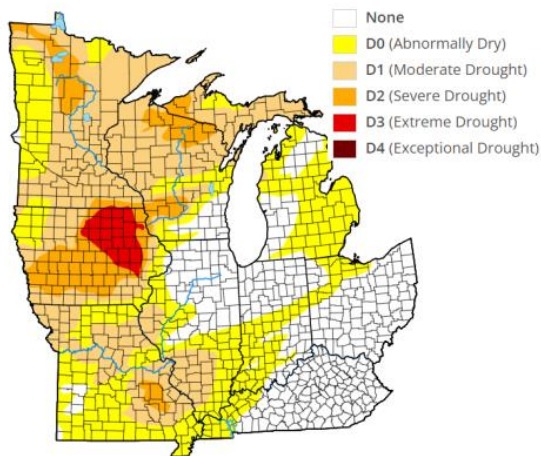 None
D0 (Abnormally Dry)
D1 (Moderate Drought)
D2 (Severe Drought)
D3 (Extreme Drought)
D4 (Exceptional Drought)